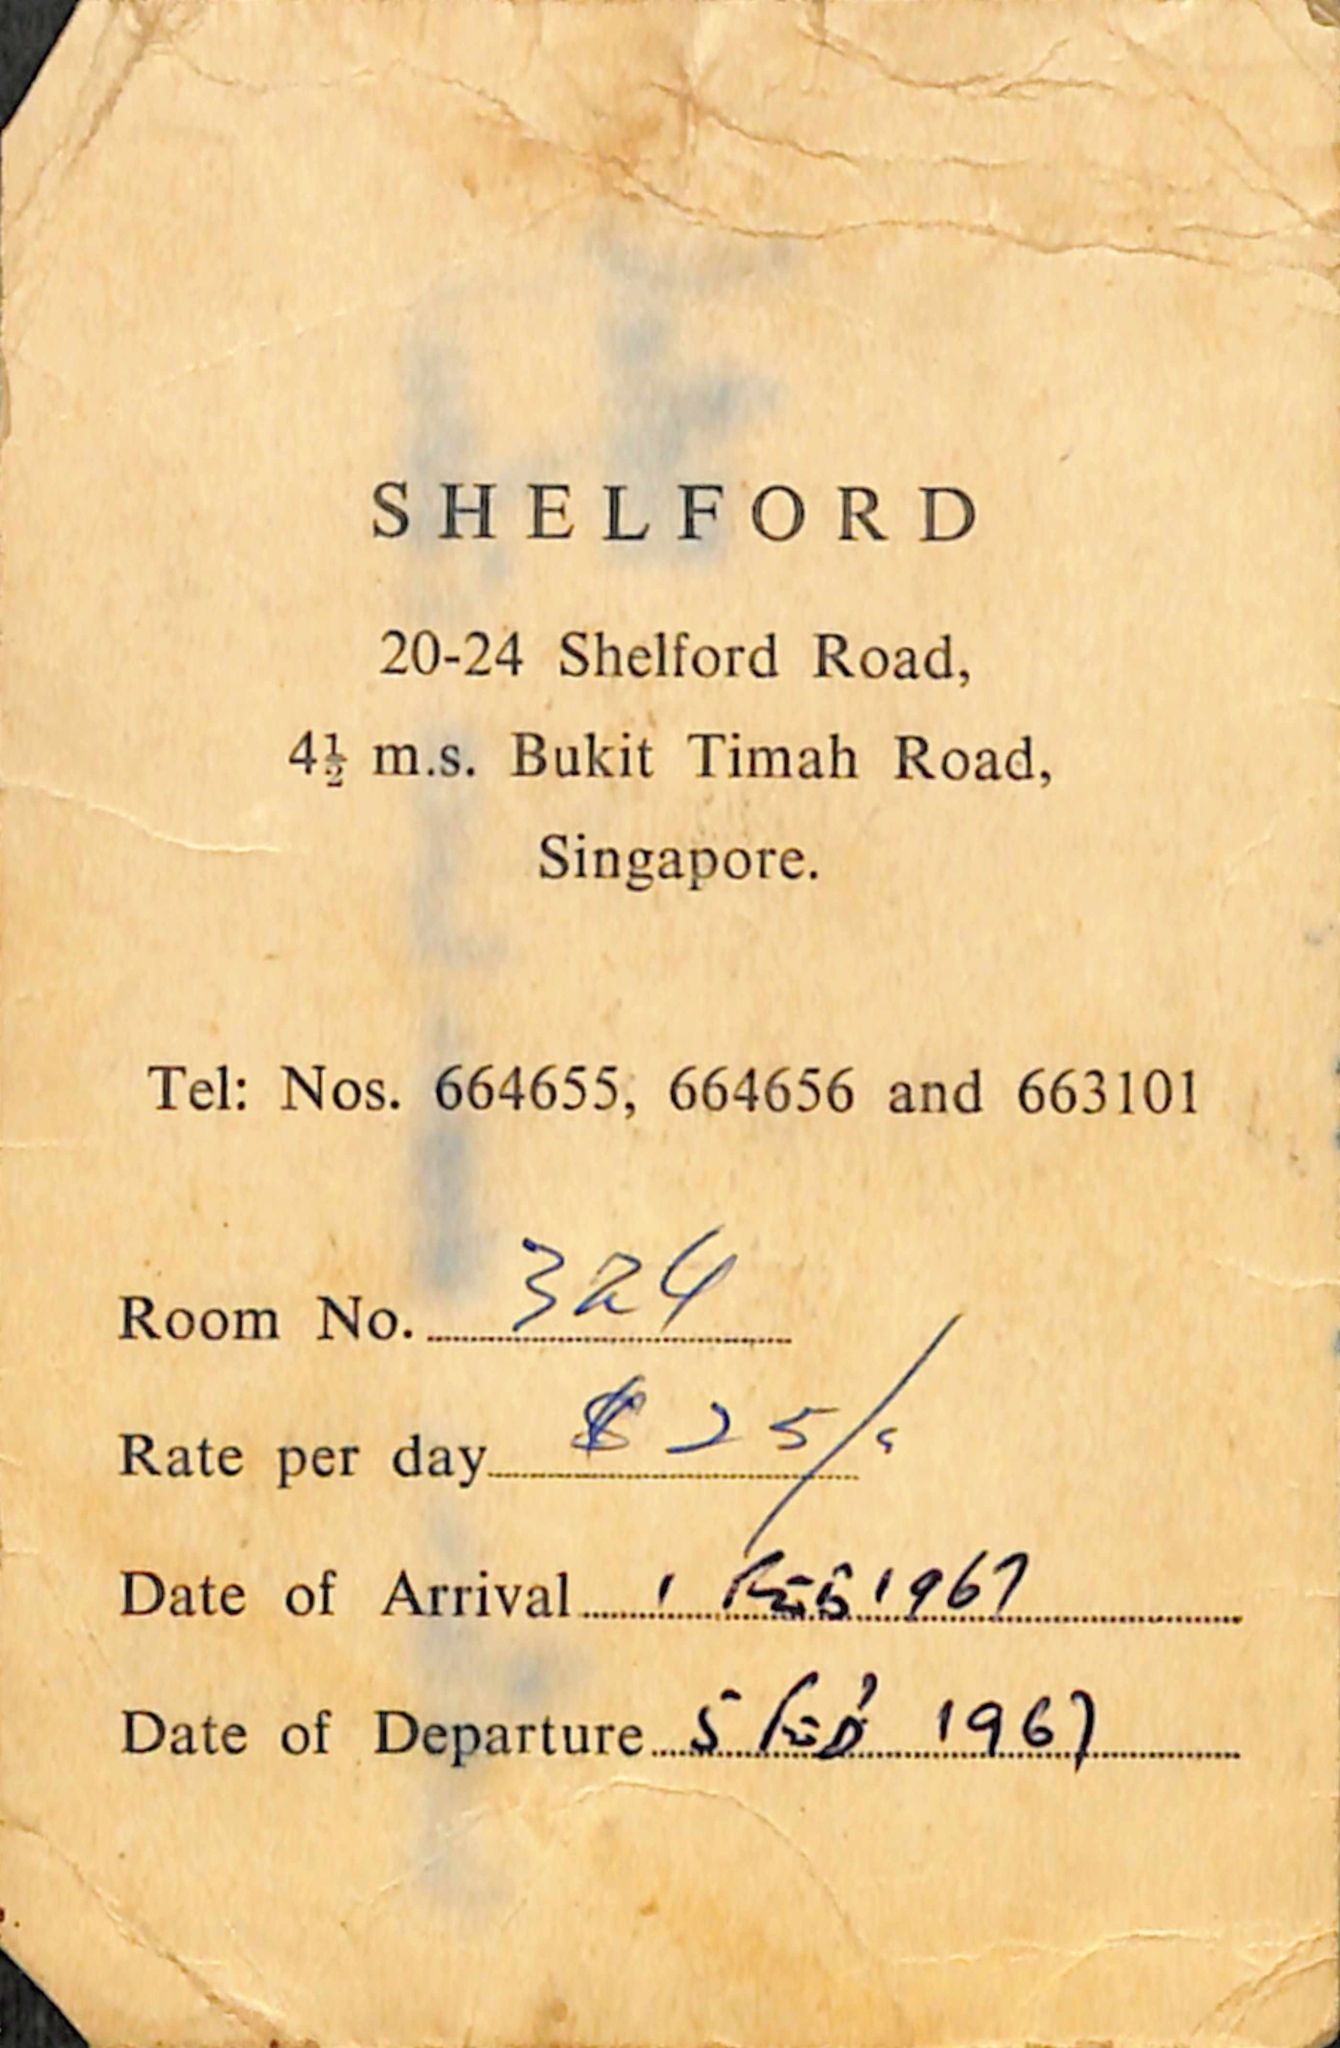 SHELFORD
20-24 Shelford Road,
4½ m.s. Bukit Timah Road,
Singapore.
Tel: Nos. 664655, 664656 and 663101
Room No. 324
Rate per day $ 25/
Date of Arrival 1 FEB 1967
Date of Departure 5 FEB 1967